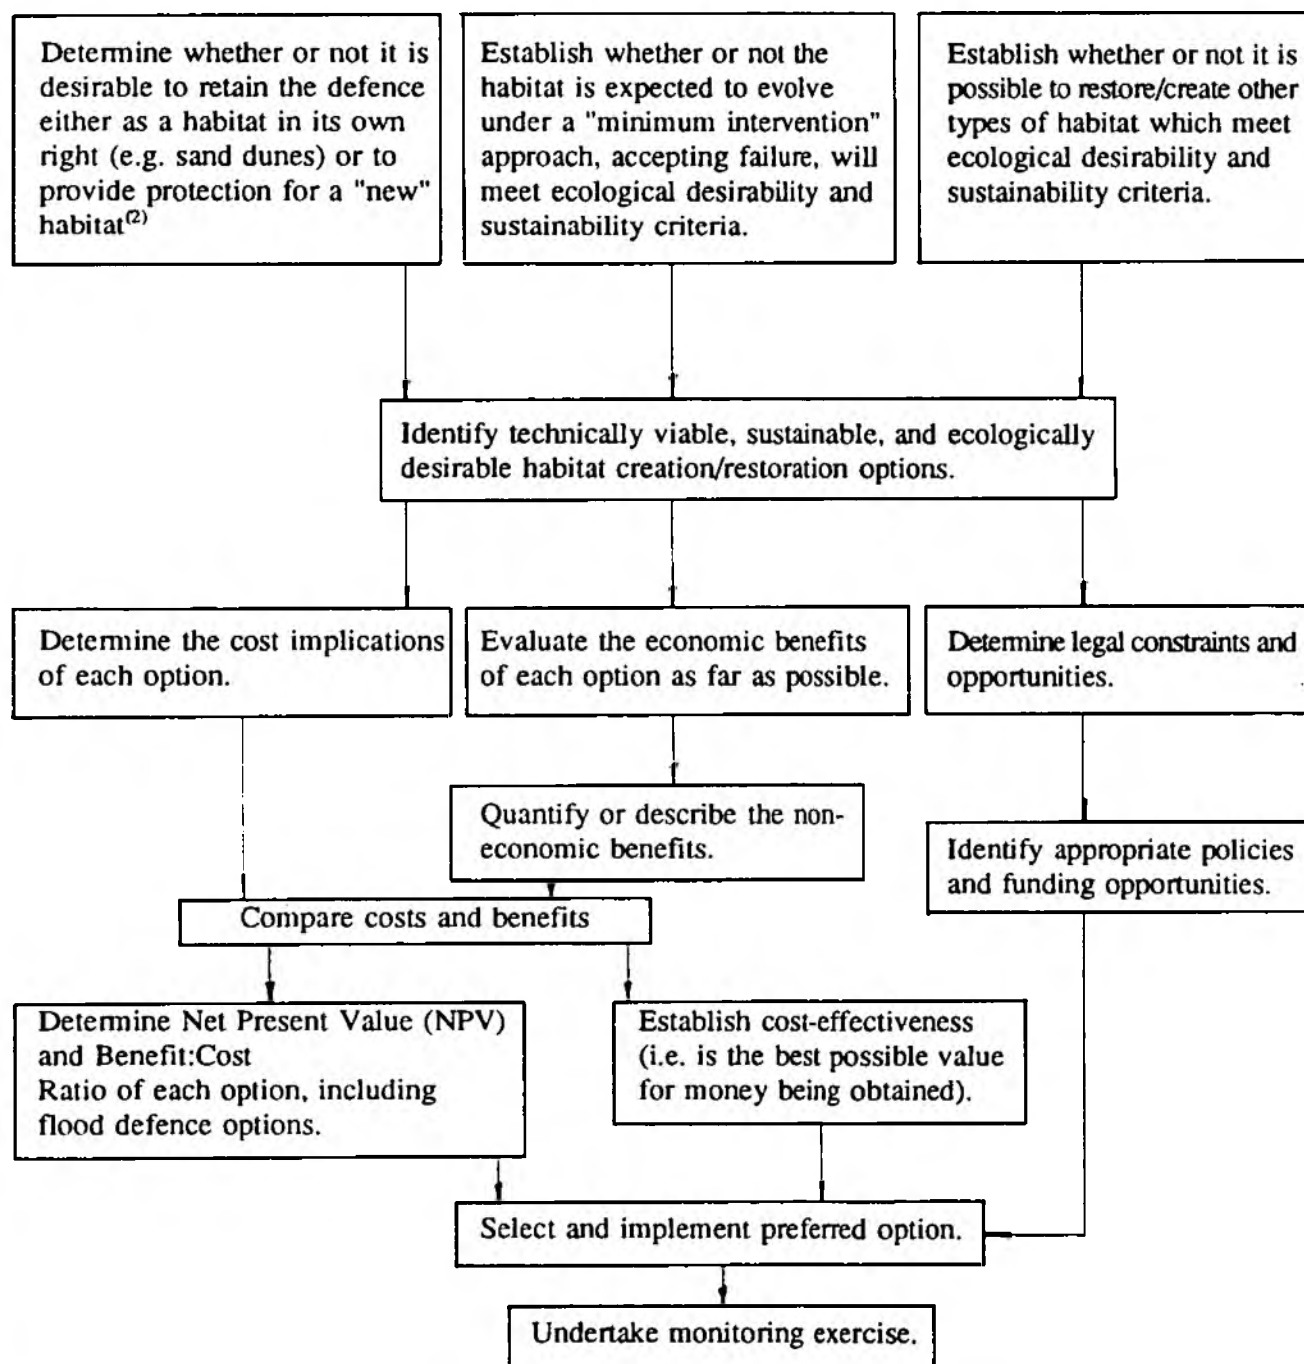 Determine whether or not it is
desirable to retain the defence
either as a habitat in its own
right (e.g. sand dunes) or to
provide protection for a "new"
habitat(2)
Establish whether or not the
habitat is expected to evolve
under a "minimum intervention"
approach, accepting failure, will
meet ecological desirability and
sustainability criteria.
Establish whether or not it is
possible to restore/create other
types of habitat which meet
ecological desirability and
sustainability criteria.
Identify technically viable, sustainable, and ecologically
desirable habitat creation/restoration options.
Determine the cost implications
of each option.
Evaluate the economic benefits
of each option as far as possible.
Determine legal constraints and
opportunities.
Quantify or describe the non-
economic benefits.
Identify appropriate policies
and funding opportunities.
Compare costs and benefits
Determine Net Present Value (NPV)
and Benefit:Cost
Ratio of each option, including
flood defence options.
Establish cost-effectiveness
(i.e. is the best possible value
for money being obtained).
Select and implement preferred option.
Undertake monitoring exercise.